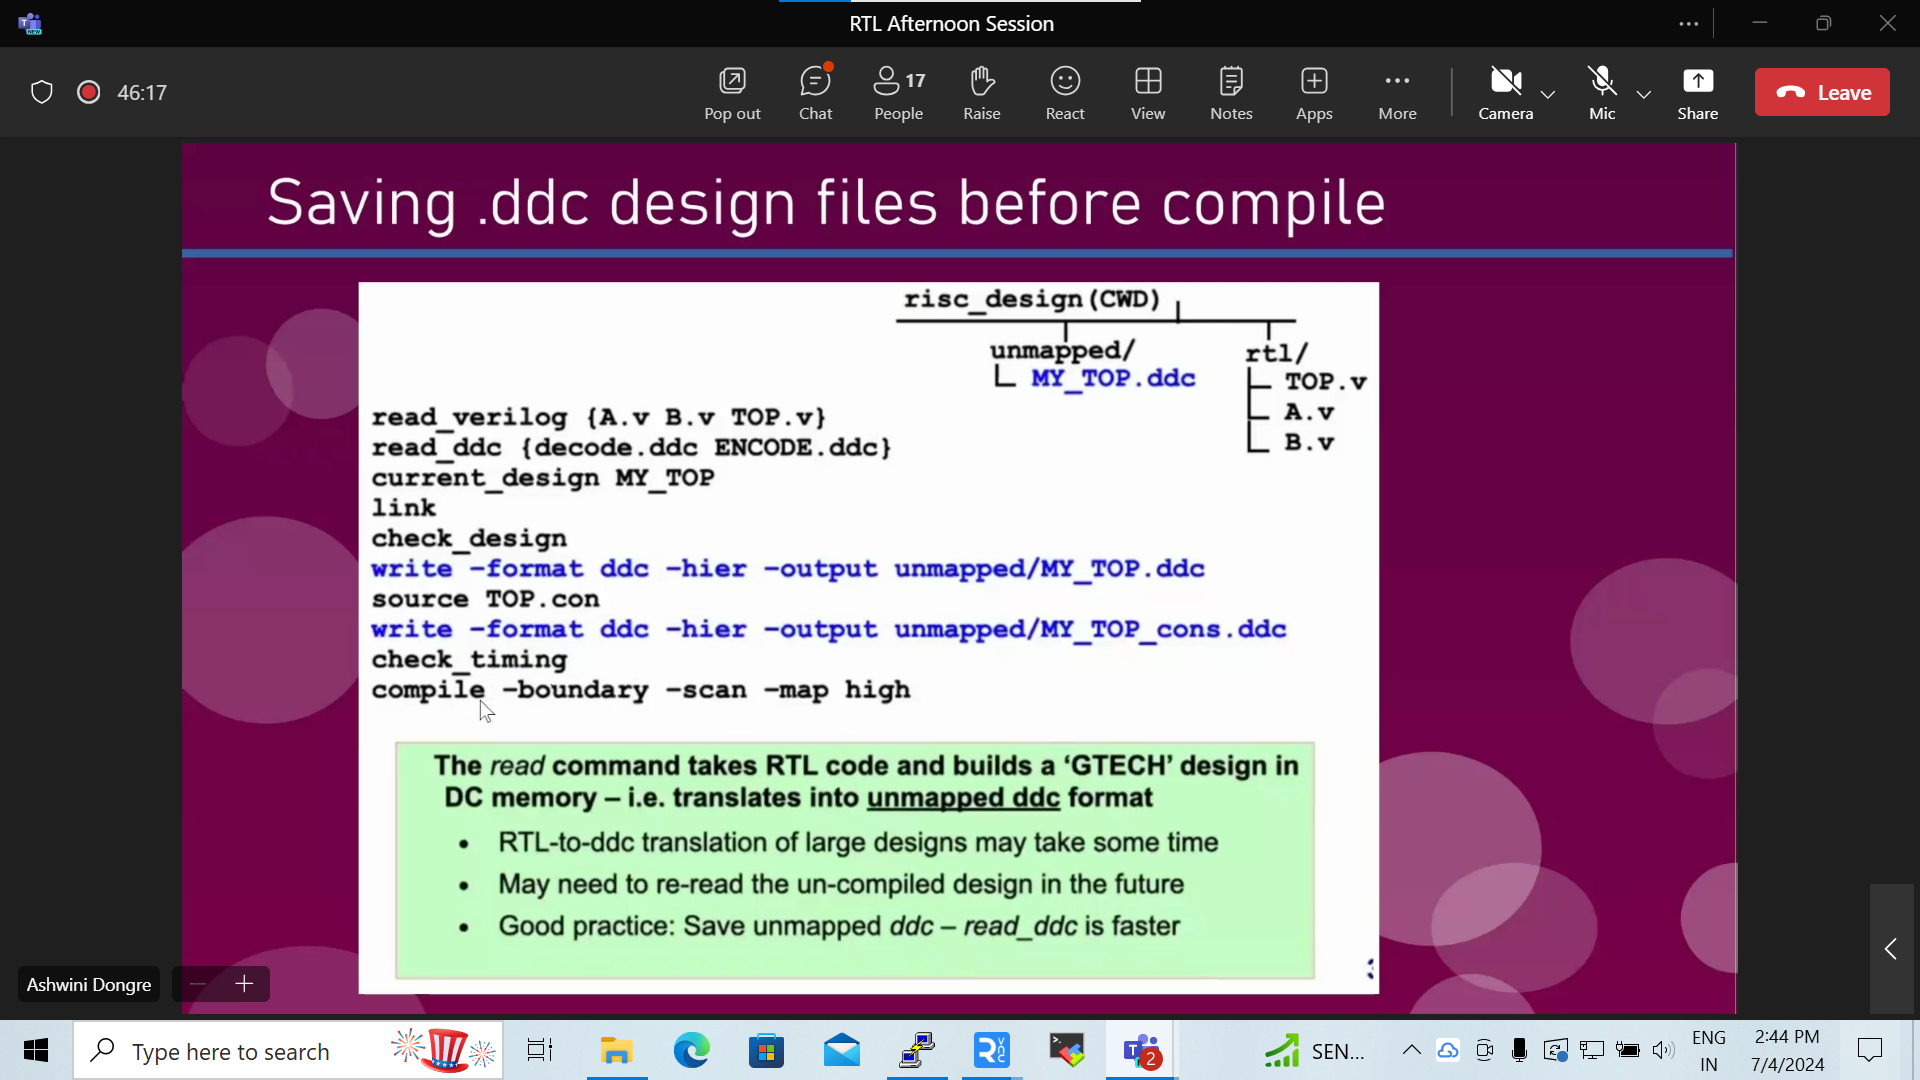 RTL Afternoon Session
46:17
Pop out
Chat
17
People
Raise
React
View
Notes
Apps
More
Camera
Mic
Share
Leave
Saving .ddc design files before compile
risc_design(CWD)
unmapped/
MY_TOP.ddc
rtl/
TOP.v
A.v
B.v
read_verilog {A.v B.v TOP.v}
read_ddc {decode.ddc ENCODE.ddc}
current_design MY_TOP
link
check_design
write -format ddc -hier -output unmapped/MY_TOP.ddc
source TOP.con
write -format ddc -hier -output unmapped/MY_TOP_cons.ddc
check_timing
compile -boundary -scan -map high
The read command takes RTL code and builds a ‘GTECH’ design in
DC memory – i.e. translates into unmapped ddc format
• RTL-to-ddc translation of large designs may take some time
• May need to re-read the un-compiled design in the future
• Good practice: Save unmapped ddc – read_ddc is faster
Ashwini Dongre
Type here to search
2
SEN...
ENG
IN
2:44 PM
7/4/2024